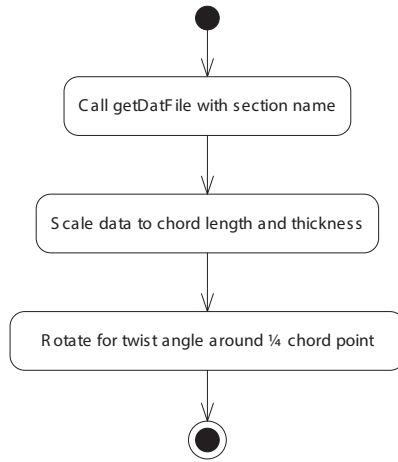 Call getDatFile with section name
Scale data to chord length and thickness
Rotate for twist angle around ¼ chord point